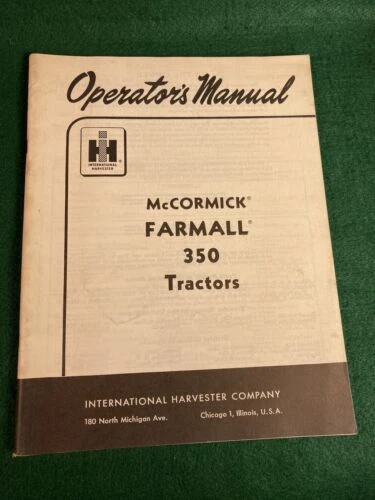 Operator's Manual
IH
INTERNATIONAL
HARVESTER
®
McCORMICK®
FARMALL®
350
Tractors
INTERNATIONAL HARVESTER COMPANY
180 North Michigan Ave. Chicago 1, Illinois, U.S.A.